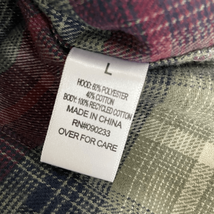 L
HOOD: 60% POLYESTER
40% COTTON
BODY: 100% RECYCLED COTTON
MADE IN CHINA
RN#090233
OVER FOR CARE